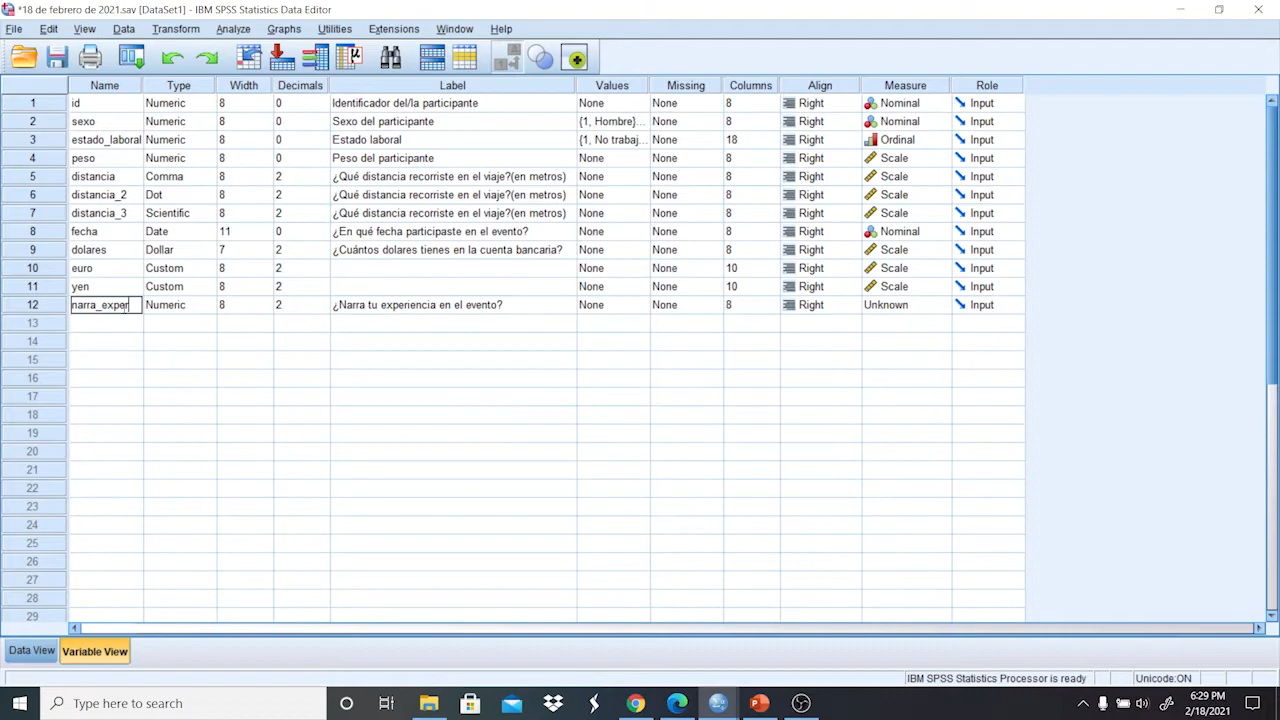 *18 de febrero de 2021.sav [DataSet1] - IBM SPSS Statistics Data Editor
File Edit View Data Transform Analyze Graphs Utilities Extensions Window Help
Name Type Width Decimals Label Values Missing Columns Align Measure Role
1 id Numeric 8 0 Identificador del/la participante None None 8 Right Nominal Input
2 sexo Numeric 8 0 Sexo del participante {1, Hombre}... None 8 Right Nominal Input
3 estado_laboral Numeric 8 0 Estado laboral {1, No trabaj... None 18 Right Ordinal Input
4 peso Numeric 8 0 Peso del participante None None 8 Right Scale Input
5 distancia Comma 8 2 ¿Qué distancia recorriste en el viaje?(en metros) None None 8 Right Scale Input
6 distancia_2 Dot 8 2 ¿Qué distancia recorriste en el viaje?(en metros) None None 8 Right Scale Input
7 distancia_3 Scientific 8 2 ¿Qué distancia recorriste en el viaje?(en metros) None None 8 Right Scale Input
8 fecha Date 11 0 ¿En qué fecha participaste en el evento? None None 8 Right Nominal Input
9 dolares Dollar 7 2 ¿Cuántos dolares tienes en la cuenta bancaria? None None 8 Right Scale Input
10 euro Custom 8 2 None None 10 Right Scale Input
11 yen Custom 8 2 None None 10 Right Scale Input
12 narra_exper Numeric 8 2 ¿Narra tu experiencia en el evento? None None 8 Right Unknown Input
13
14
15
16
17
18
19
20
21
22
23
24
25
26
27
28
29
Data View Variable View
IBM SPSS Statistics Processor is ready Unicode:ON
Type here to search
6:29 PM
2/18/2021